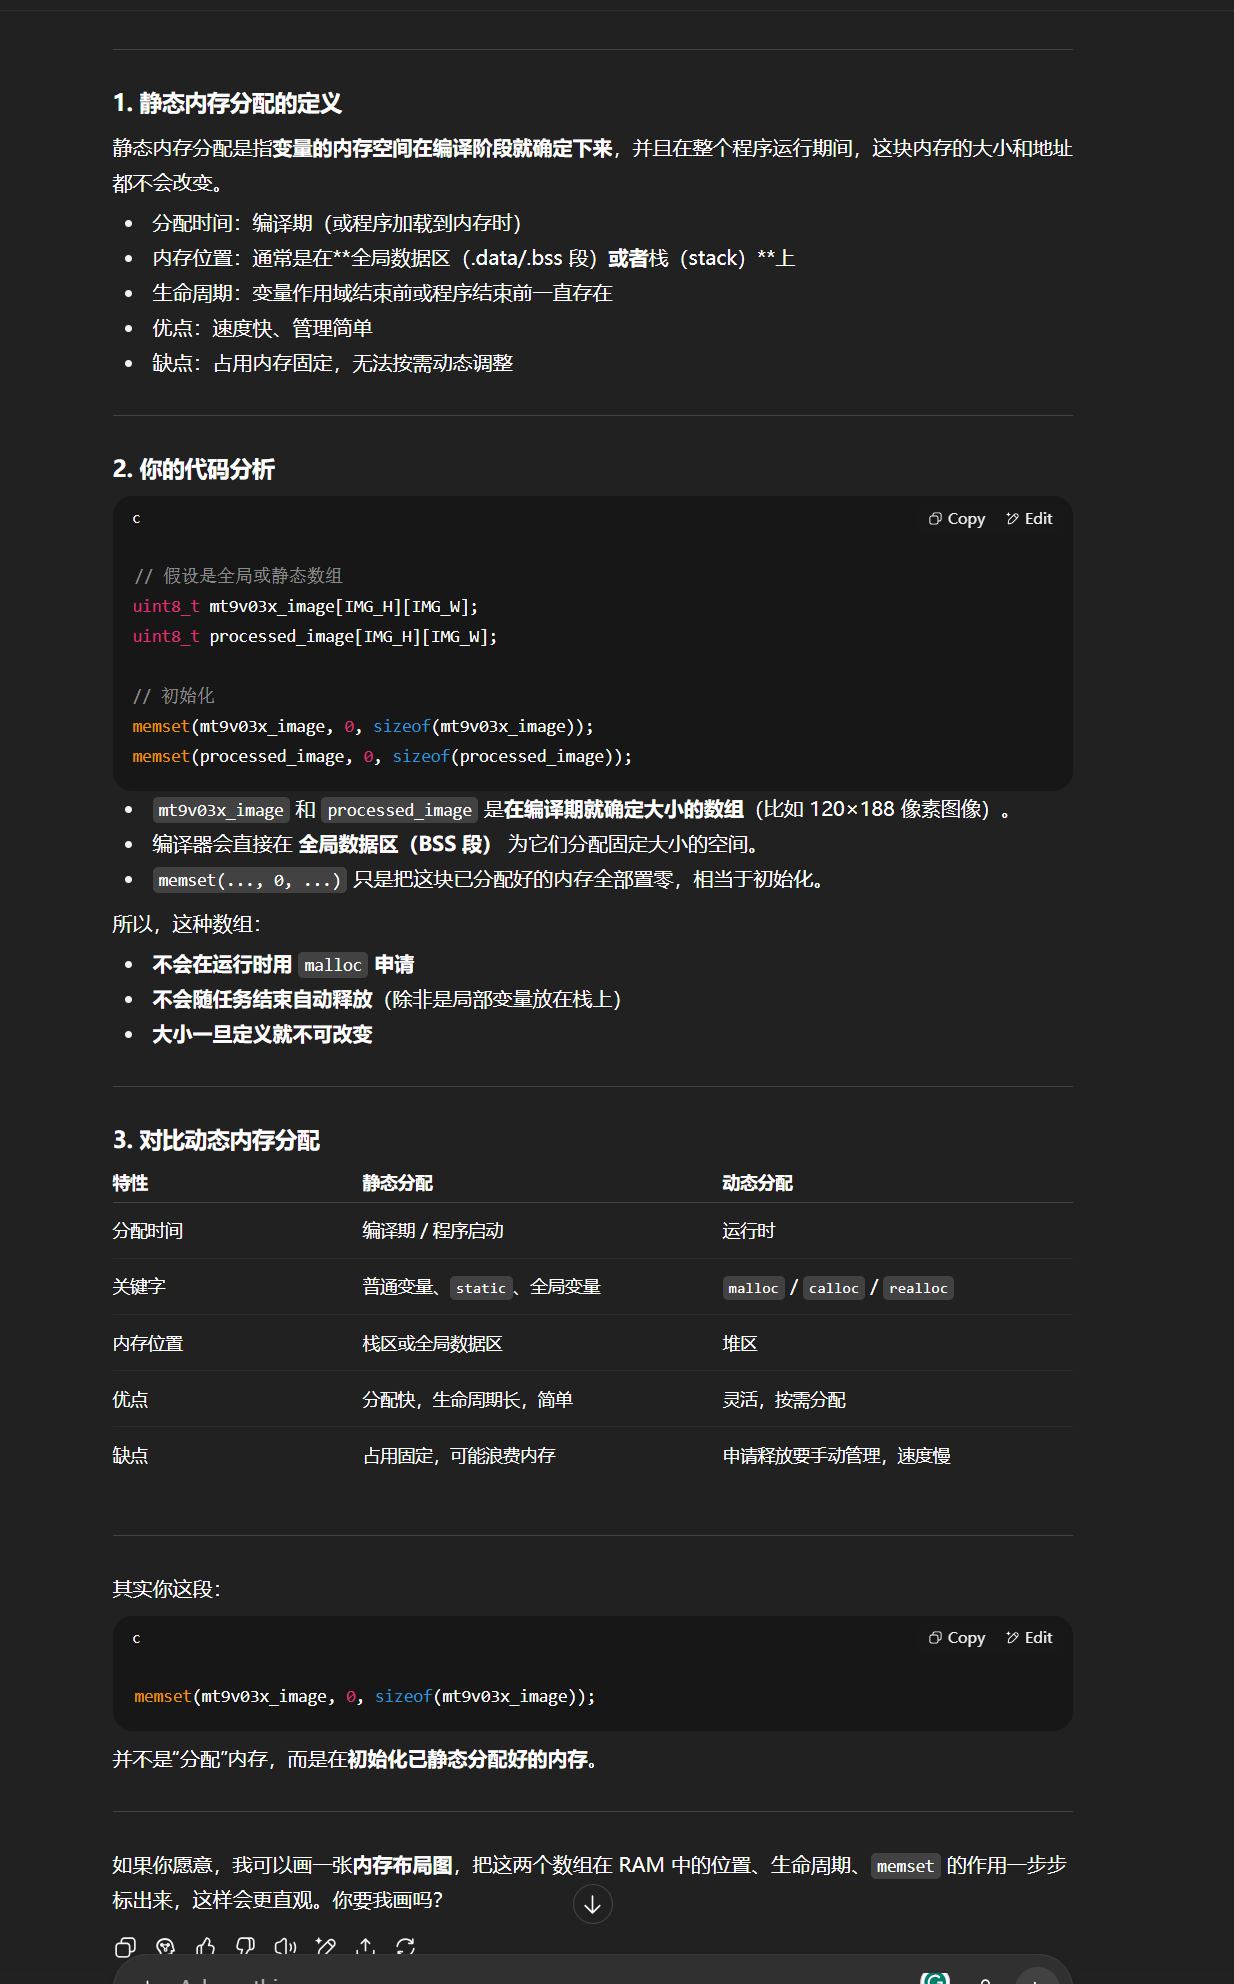 1. 静态内存分配的定义
静态内存分配是指变量的内存空间在编译阶段就确定下来，并且在整个程序运行期间，这块内存的大小和地址
都不会改变。
• 分配时间：编译期（或程序加载到内存时）
• 内存位置：通常是在**全局数据区（.data/.bss 段）或者栈（stack）**上
• 生命周期：变量作用域结束前或程序结束前一直存在
• 优点：速度快、管理简单
• 缺点：占用内存固定，无法按需动态调整
2. 你的代码分析
c Copy Edit
// 假设是全局或静态数组
uint8_t mt9v03x_image[IMG_H][IMG_W];
uint8_t processed_image[IMG_H][IMG_W];
// 初始化
memset(mt9v03x_image, 0, sizeof(mt9v03x_image));
memset(processed_image, 0, sizeof(processed_image));
• mt9v03x_image 和 processed_image 是在编译期就确定大小的数组（比如 120×188 像素图像）。
• 编译器会直接在 全局数据区（BSS 段） 为它们分配固定大小的空间。
• memset(..., 0, ...) 只是把这块已分配好的内存全部置零，相当于初始化。
所以，这种数组：
• 不会在运行时用 malloc 申请
• 不会随任务结束自动释放（除非是局部变量放在栈上）
• 大小一旦定义就不可改变
3. 对比动态内存分配
特性 静态分配 动态分配
分配时间 编译期 / 程序启动 运行时
关键字 普通变量、static、全局变量 malloc / calloc / realloc
内存位置 栈区或全局数据区 堆区
优点 分配快，生命周期长，简单 灵活，按需分配
缺点 占用固定，可能浪费内存 申请释放要手动管理，速度慢
其实你这段：
c Copy Edit
memset(mt9v03x_image, 0, sizeof(mt9v03x_image));
并不是“分配”内存，而是在初始化已静态分配好的内存。
如果你愿意，我可以画一张内存布局图，把这两个数组在 RAM 中的位置、生命周期、memset 的作用一步步
标出来，这样会更直观。你要我画吗？